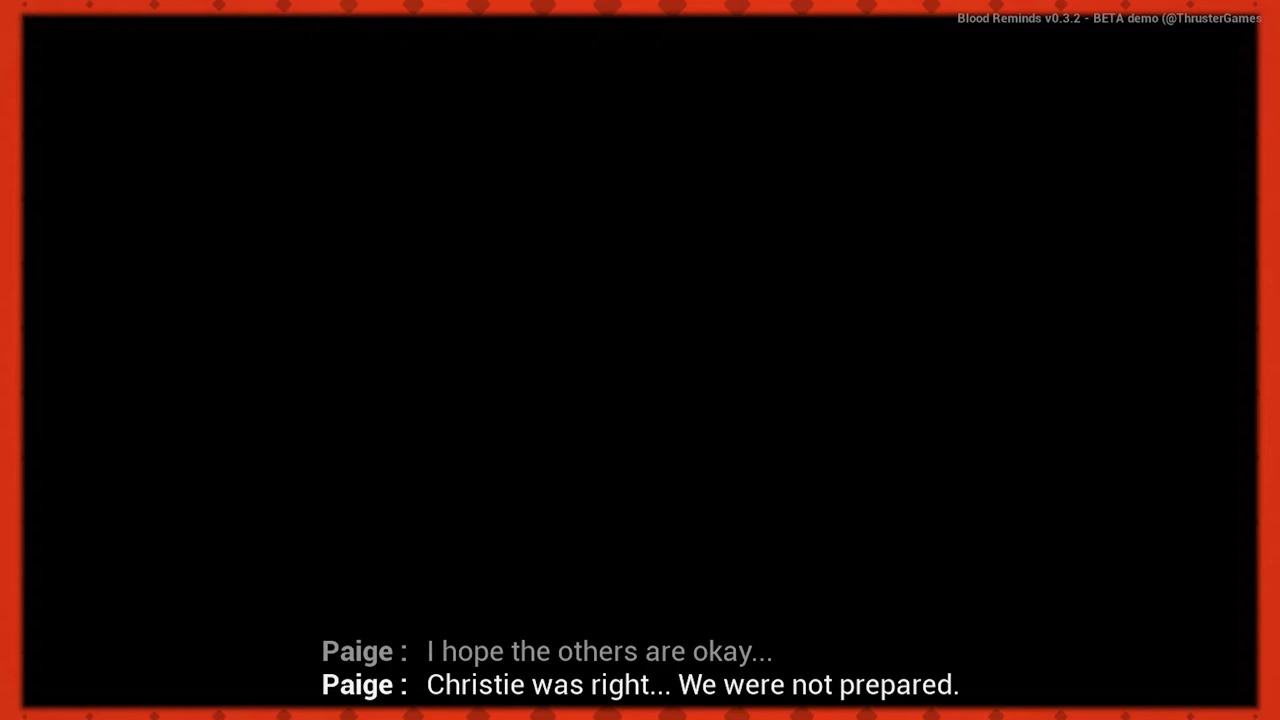 Blood Reminds v0.3.2 - BETA demo (@ThrusterGames
Paige : I hope the others are okay...
Paige : Christie was right... We were not prepared.